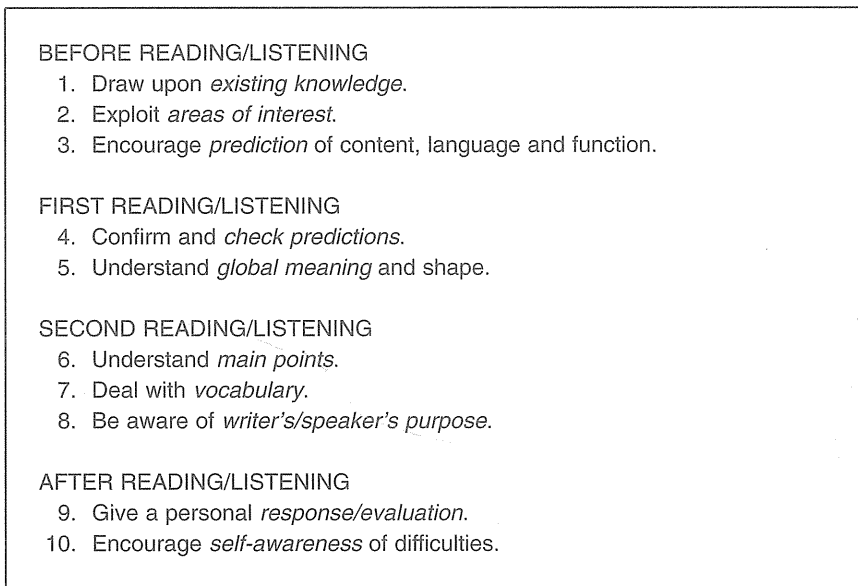 BEFORE READING/LISTENING
1. Draw upon existing knowledge.
2. Exploit areas of interest.
3. Encourage prediction of content, language and function.
FIRST READING/LISTENING
4. Confirm and check predictions.
5. Understand global meaning and shape.
SECOND READING/LISTENING
6. Understand main points.
7. Deal with vocabulary.
8. Be aware of writer's/speaker's purpose.
AFTER READING/LISTENING
9. Give a personal response/evaluation.
10. Encourage self-awareness of difficulties.